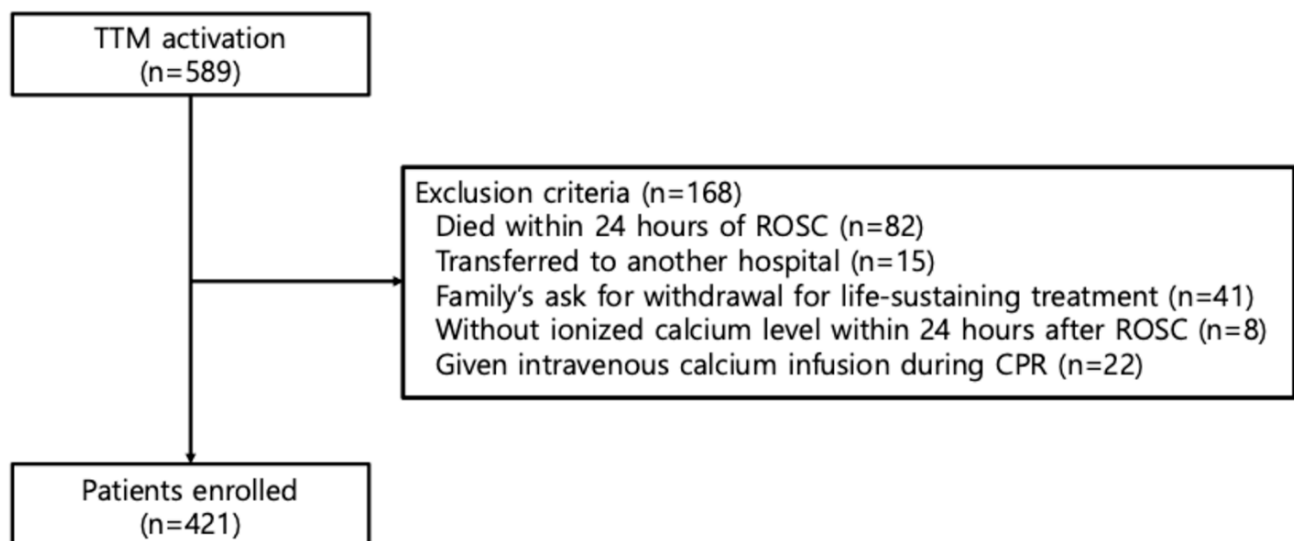 TTM activation
(n=589)
Exclusion criteria (n=168)
Died within 24 hours of ROSC (n=82)
Transferred to another hospital (n=15)
Family's ask for withdrawal for life-sustaining treatment (n=41)
Without ionized calcium level within 24 hours after ROSC (n=8)
Given intravenous calcium infusion during CPR (n=22)
Patients enrolled
(n=421)